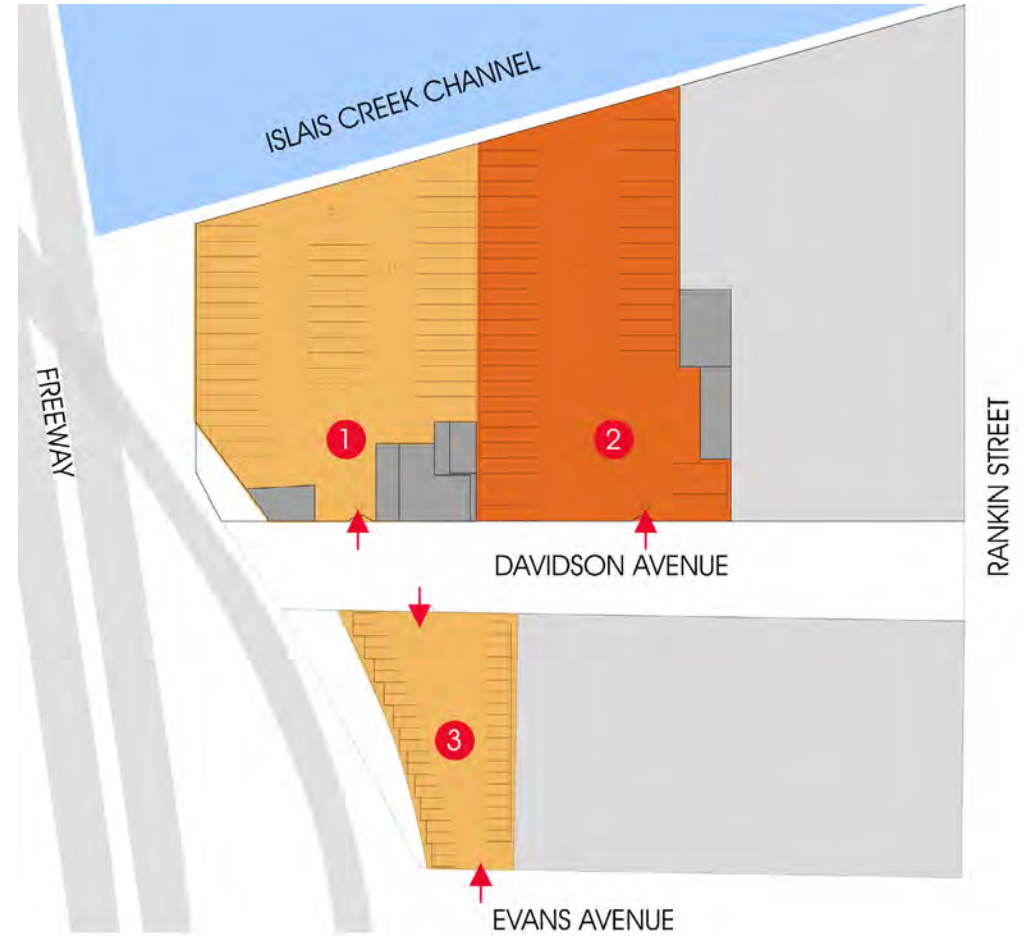 ISLAIS CREEK CHANNEL
FREEWAY
1
2
RANKIN STREET
DAVIDSON AVENUE
3
EVANS AVENUE